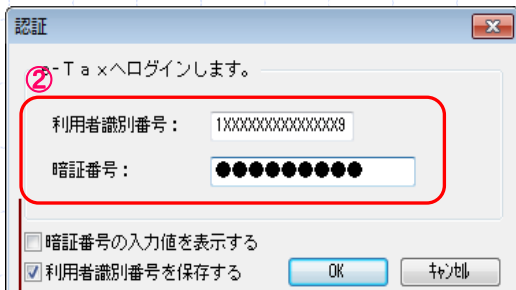 認証
②
e-Taxへログインします。
利用者識別番号： 1XXXXXXXXXXXXXX9
暗証番号： ●●●●●●●●●
暗証番号の入力値を表示する
利用者識別番号を保存する OK ｷｬﾝｾﾙ